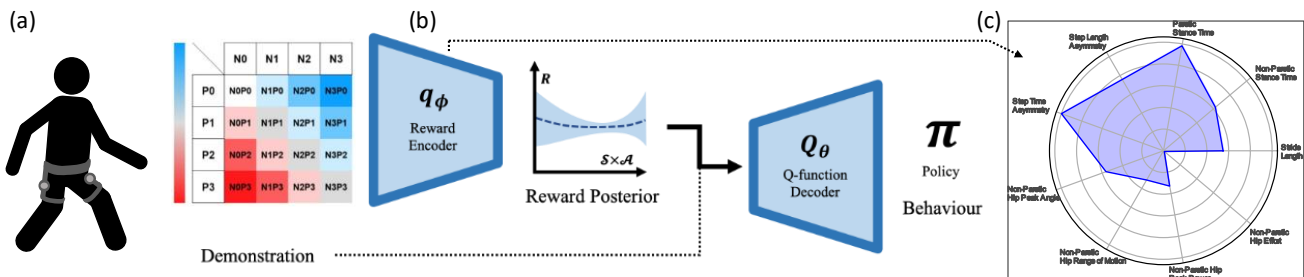 (a)
N0 N1 N2 N3
P0 N0P0 N1P0 N2P0 N3P0
P1 N0P1 N1P1 N2P1 N3P1
P2 N0P2 N1P2 N2P2 N3P2
P3 N0P3 N1P3 N2P3 N3P3
Demonstration
(b)
qϕ
Reward
Encoder
R
S×A
Reward Posterior
Qθ
Q-function
Decoder
π
Policy
Behaviour
(c)
Paretic
Stance Time
Step Length
Asymmetry
Non-Paretic
Stance Time
Step Time
Asymmetry
Stride
Length
Non-Paretic
Hip Peak Angle
Non-Paretic
Hip Effort
Non-Paretic
Hip Range of Motion
Non-Paretic Hip